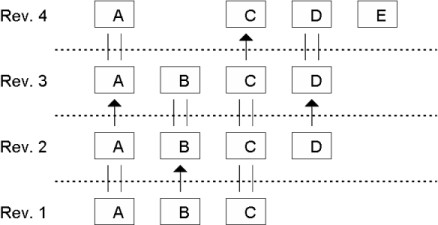 Rev. 4 A C D E
Rev. 3 A B C D
Rev. 2 A B C D
Rev. 1 A B C